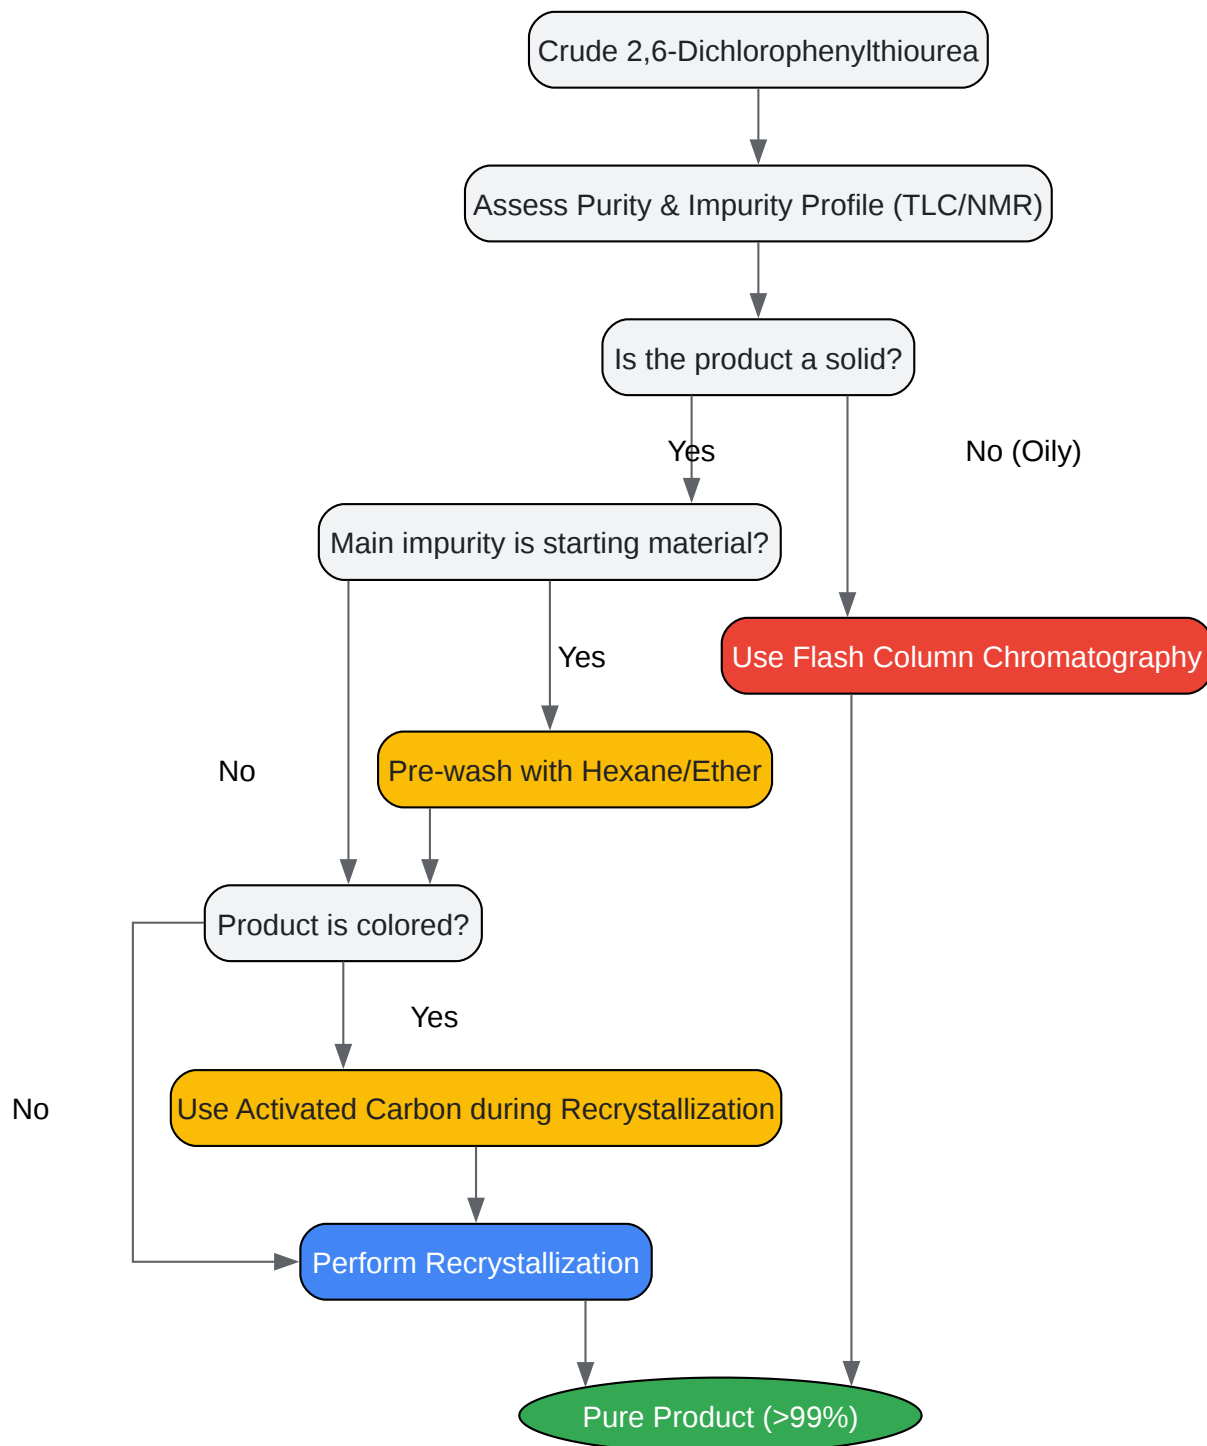 Crude 2,6-Dichlorophenylthiourea
Assess Purity & Impurity Profile (TLC/NMR)
Is the product a solid?
Yes
No (Oily)
Main impurity is starting material?
Yes
Use Flash Column Chromatography
No
Pre-wash with Hexane/Ether
Product is colored?
Yes
No
Use Activated Carbon during Recrystallization
Perform Recrystallization
Pure Product (>99%)